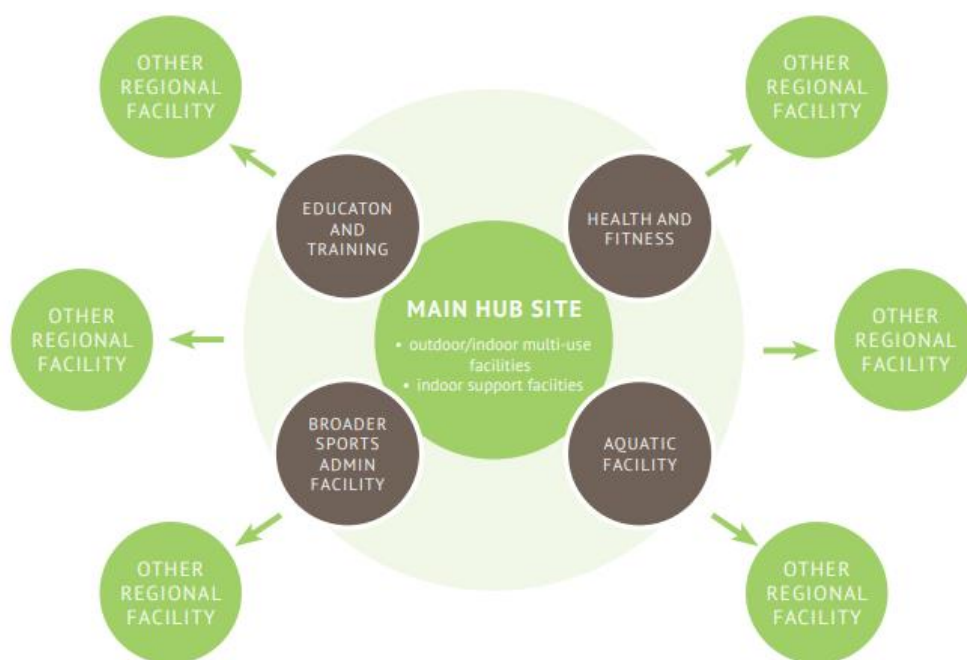 OTHER
REGIONAL
FACILITY
OTHER
REGIONAL
FACILITY
EDUCATON
AND
TRAINING
HEALTH AND
FITNESS
OTHER
REGIONAL
FACILITY
MAIN HUB SITE
• outdoor/indoor multi-use
facilities
• indoor support faciities
OTHER
REGIONAL
FACILITY
BROADER
SPORTS
ADMIN
FACILITY
AQUATIC
FACILITY
OTHER
REGIONAL
FACILITY
OTHER
REGIONAL
FACILITY